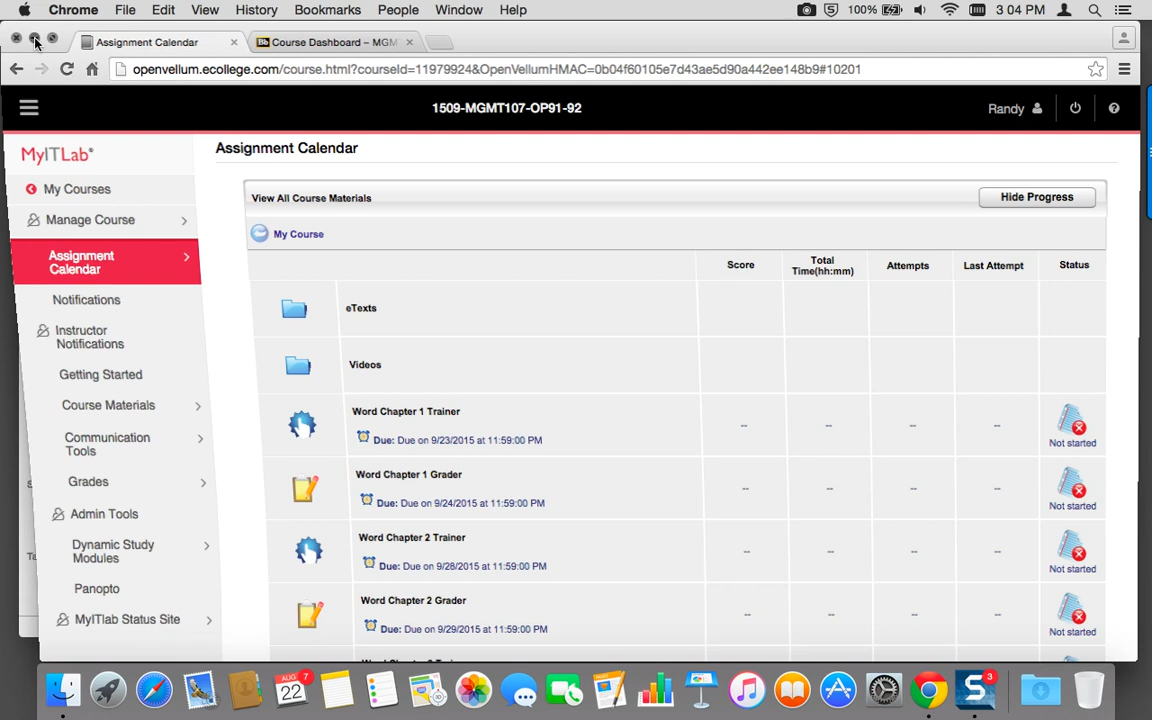 Chrome File Edit View History Bookmarks People Window Help 100% 3:04 PM
Assignment Calendar Course Dashboard – MGM
openvellum.ecollege.com/course.html?courseId=11979924&OpenVellumHMAC=0b04f60105e7d43ae5d90a442ee148b9#10201
1509-MGMT107-OP91-92 Randy
MyITLab®
Assignment Calendar
My Courses
Manage Course
Assignment
Calendar
Notifications
Instructor
Notifications
Getting Started
Course Materials
Communication
Tools
Grades
Admin Tools
Dynamic Study
Modules
Panopto
MyITlab Status Site
View All Course Materials Hide Progress
My Course
Score Total Time(hh:mm) Attempts Last Attempt Status
eTexts
Videos
Word Chapter 1 Trainer
Due: Due on 9/23/2015 at 11:59:00 PM
-- -- -- -- Not started
Word Chapter 1 Grader
Due: Due on 9/24/2015 at 11:59:00 PM
-- -- -- -- Not started
Word Chapter 2 Trainer
Due: Due on 9/28/2015 at 11:59:00 PM
-- -- -- -- Not started
Word Chapter 2 Grader
Due: Due on 9/29/2015 at 11:59:00 PM
-- -- -- -- Not started
AUG
22
7
3